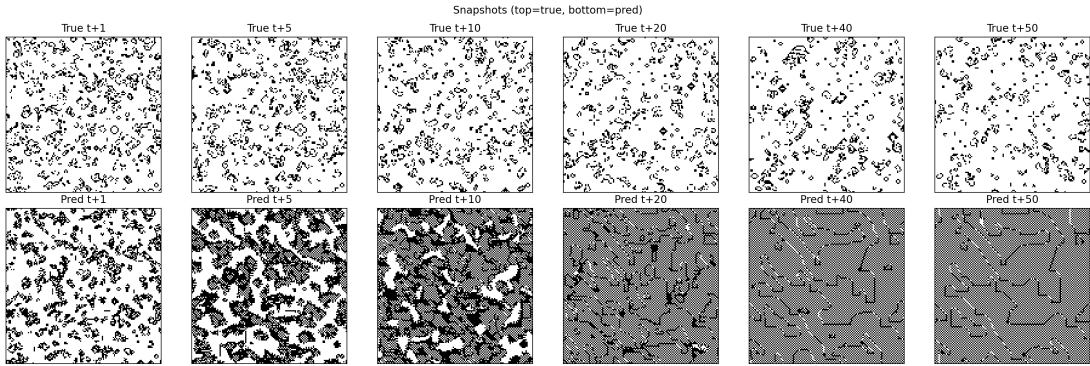 Snapshots (top=true, bottom=pred)
True t+1 True t+5 True t+10 True t+20 True t+40 True t+50
Pred t+1 Pred t+5 Pred t+10 Pred t+20 Pred t+40 Pred t+50